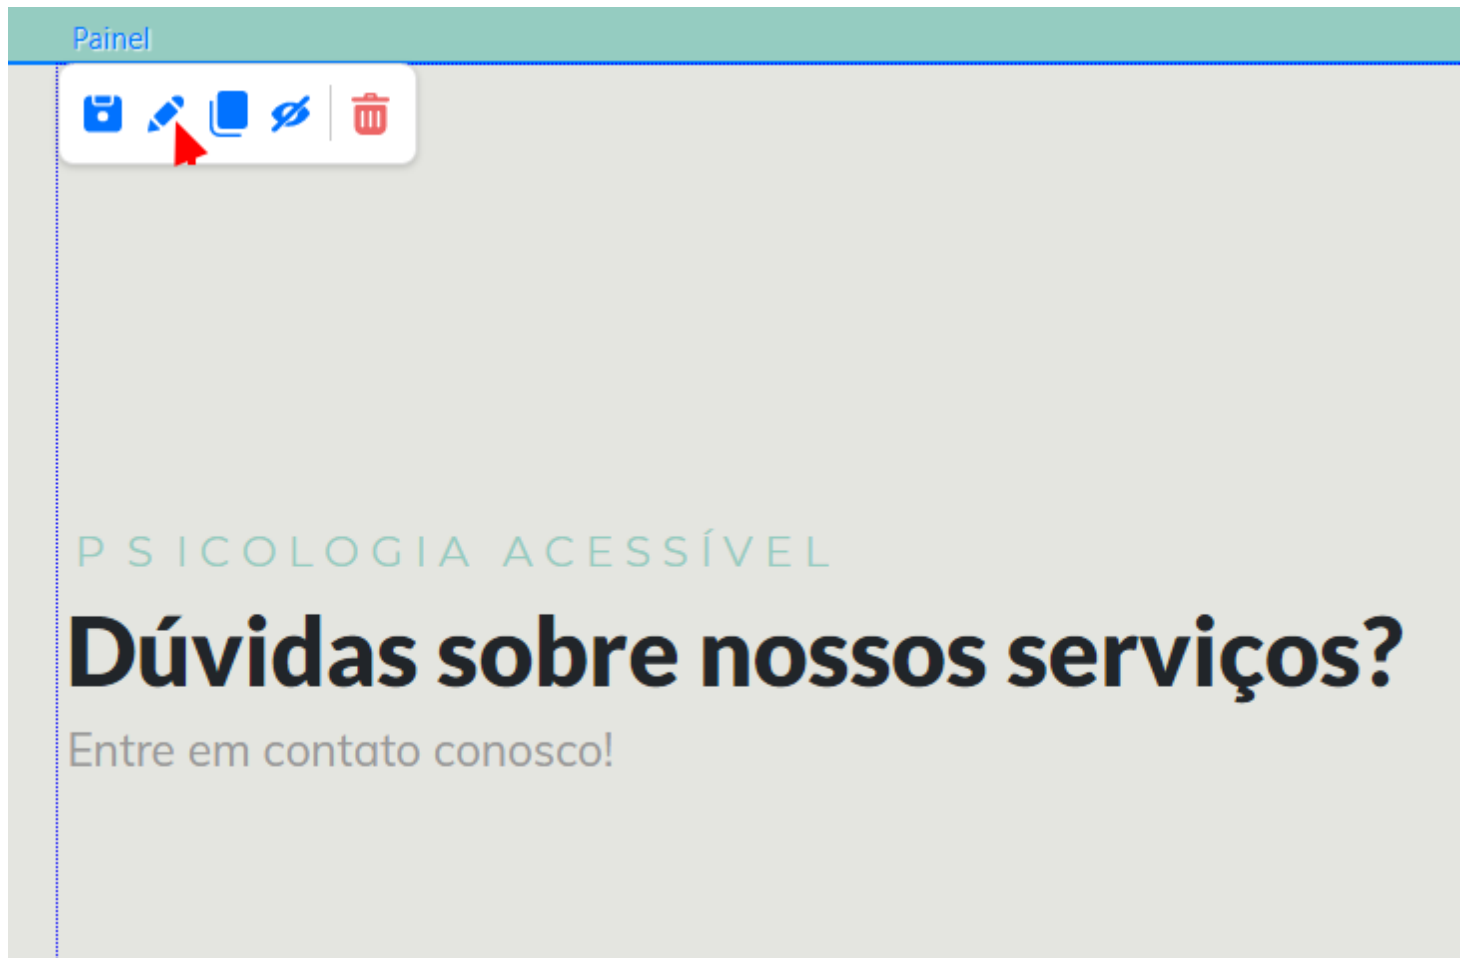 Painel
PSICOLOGIA ACESSÍVEL
Dúvidas sobre nossos serviços?
Entre em contato conosco!